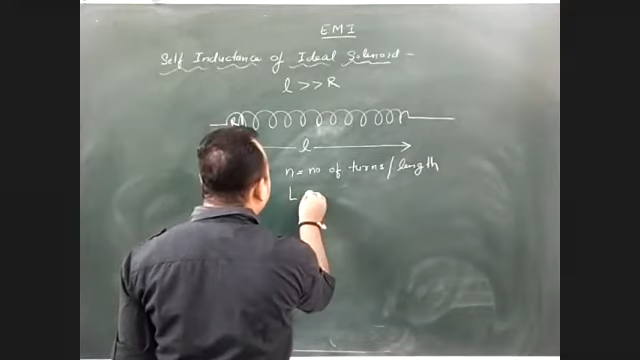 EMI
Self Inductance of Ideal Solenoid -
l >> R
R
l
n = no of turns/length
L